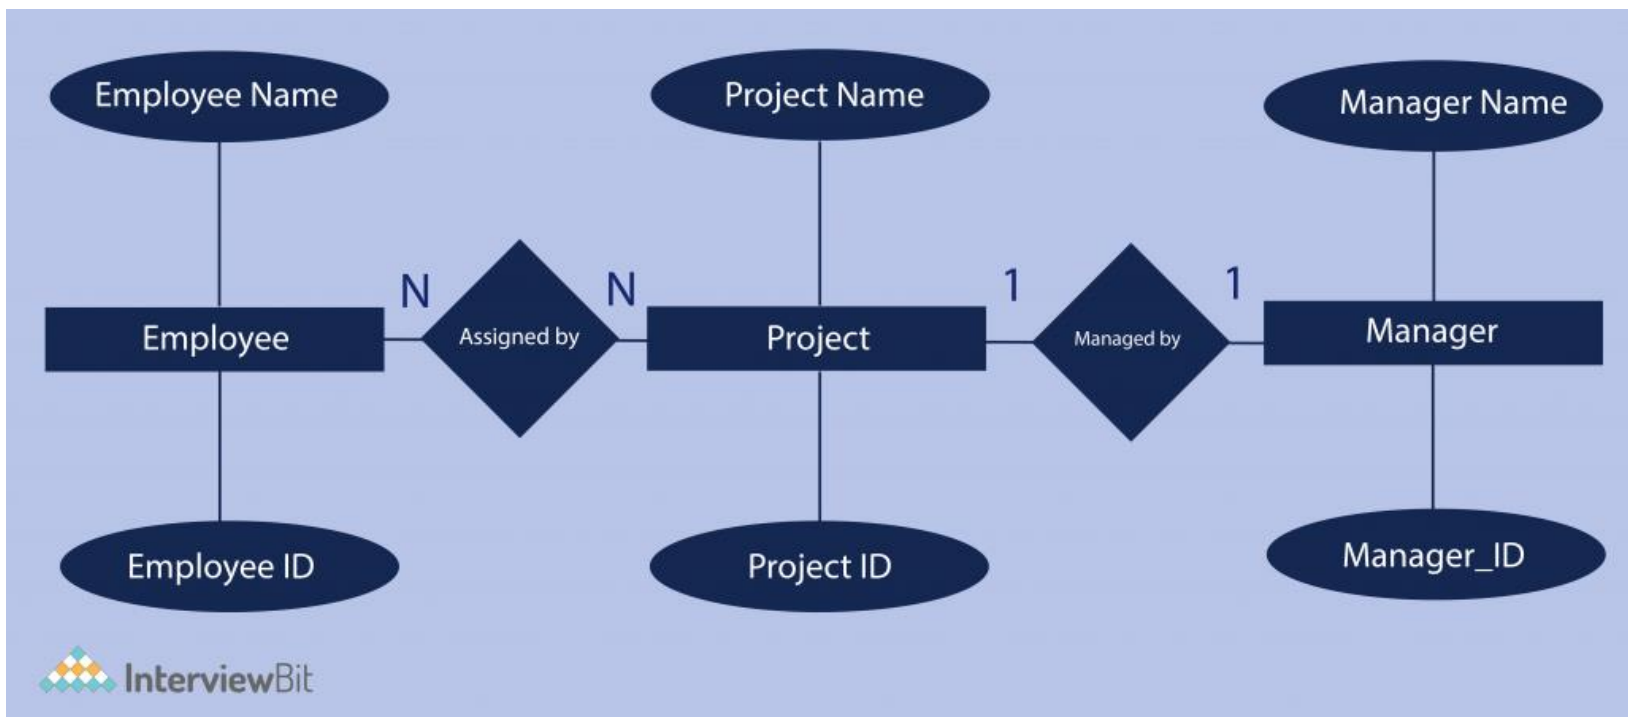 Employee Name
Project Name
Manager Name
N
N
1
1
Employee
Assigned by
Project
Managed by
Manager
Employee ID
Project ID
Manager_ID
InterviewBit